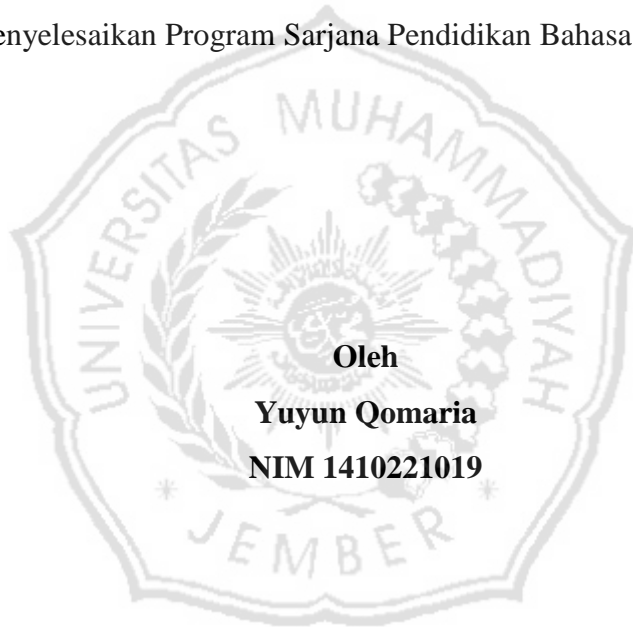 enyelesaikan Program Sarjana Pendidikan Bahasa
UNIVERSITAS MUHAMMADIYAH
Oleh
Yuyun Qomaria
NIM 1410221019
JEMBER